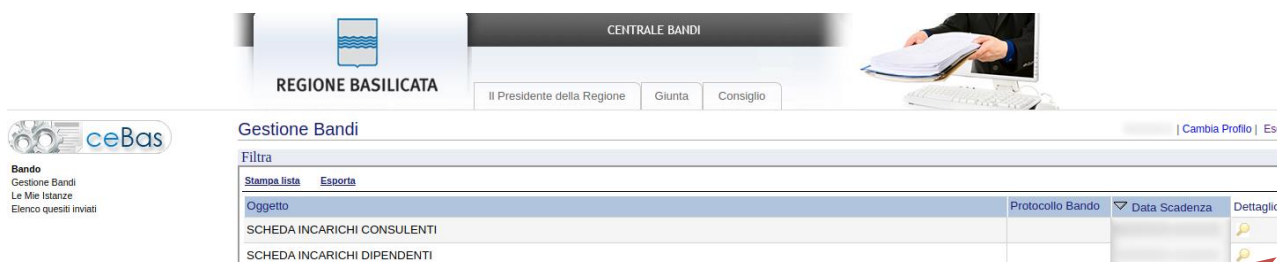 CENTRALE BANDI
REGIONE BASILICATA
Il Presidente della Regione Giunta Consiglio
ceBas
Gestione Bandi
| Cambia Profilo |
Filtra
Bando
Gestione Bandi
Le Mie Istanze
Elenco quesiti inviati
Stampa lista Esporta
Oggetto Protocollo Bando Data Scadenza Dettaglio
SCHEDA INCARICHI CONSULENTI
SCHEDA INCARICHI DIPENDENTI